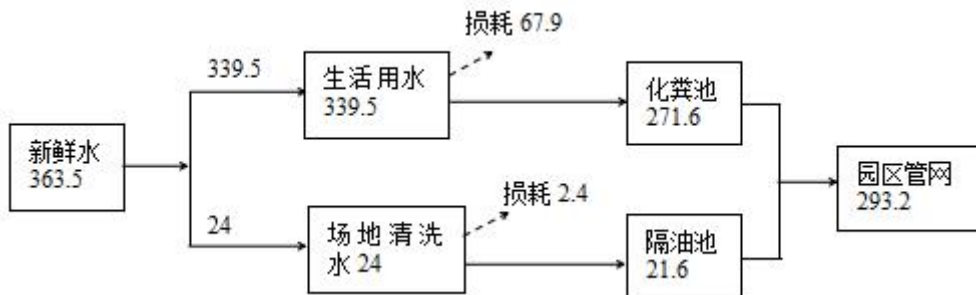 损耗 67.9
339.5
生活用水
339.5
化粪池
271.6
新鲜水
363.5
园区管网
293.2
24
损耗 2.4
场地清洗
水 24
隔油池
21.6